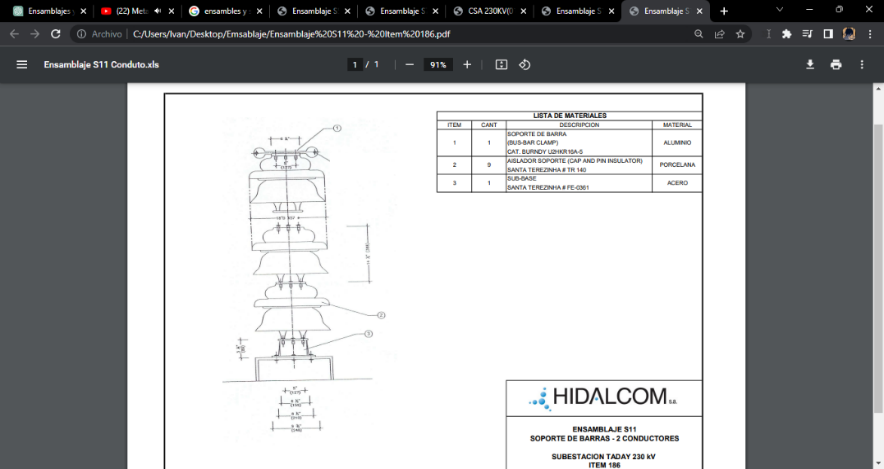 Ensamblajes
(22) Met
ensambles y
Ensamblaje S
Ensamblaje S
CSA 230KV(
Ensamblaje S
Ensamblaje S
Archivo | C:/Users/Ivan/Desktop/Emsablaje/Ensamblaje%20S11%20-%20Item%20186.pdf
Ensamblaje S11 Conduto.xls
1 / 1
91%
LISTA DE MATERIALES
ITEM CANT DESCRIPCION MATERIAL
1 1 SOPORTE DE BARRA ALUMINIO
(BUS-BAR CLAMP)
CAT. BURNDY U2HKR16A-5
2 9 AISLADOR SOPORTE (CAP AND PIN INSULATOR) PORCELANA
SANTA TEREZINHA # TR 140
3 1 SUB-BASE ACERO
SANTA TEREZINHA # FE-0361
1
2
3
HIDALCOM S.A.
ENSAMBLAJE S11
SOPORTE DE BARRAS - 2 CONDUCTORES
SUBESTACION TADAY 230 kV
ITEM 186